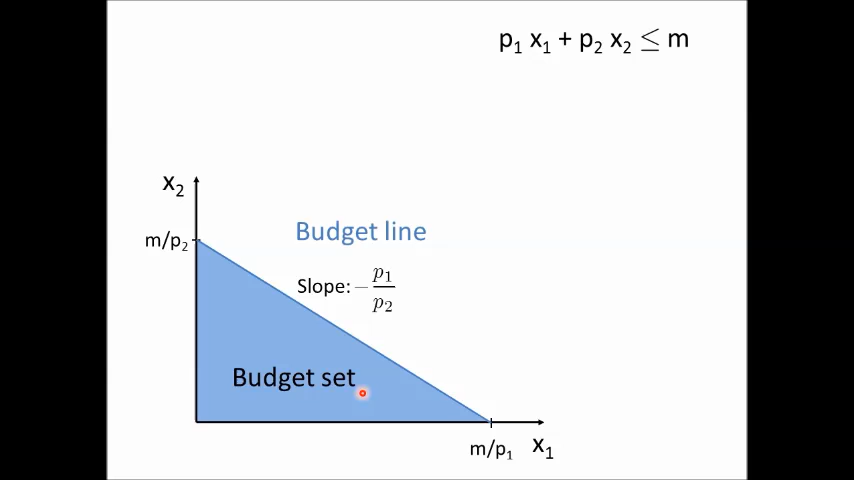 p₁ x₁ + p₂ x₂ ≤ m
x₂
m/p₂
Budget line
Slope: −p₁/p₂
Budget set
m/p₁
x₁